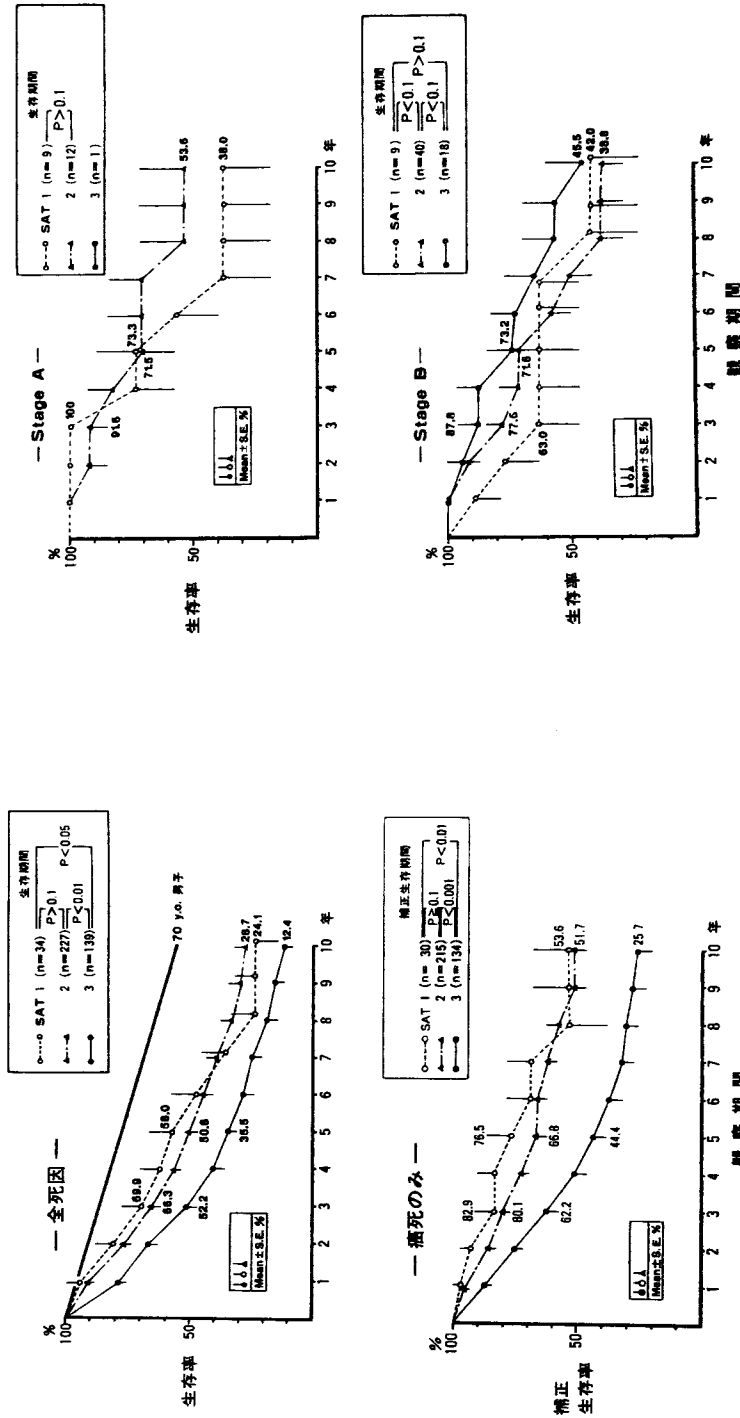 — 全死因 —
生存期間
SAT 1 (n=34)
2 (n=227)
3 (n=139)
P>0.1
P<0.01
P<0.05
%
100
50
生存率
70 y.o. 男子
69.9
66.3
52.2
58.0
50.8
28.7
24.1
12.4
Mean±S.E. %
1 2 3 4 5 6 7 8 9 10 年
— 癌死のみ —
補正生存期間
SAT 1 (n= 30)
2 (n=215)
3 (n=134)
P≥0.1
P<0.001
P<0.01
%
100
50
補正
生存率
82.9
80.1
62.2
76.5
66.8
44.4
53.6
51.7
25.7
Mean±S.E. %
1 2 3 4 5 6 7 8 9 10 年
観察期間
— Stage A —
生存期間
SAT 1 (n= 9)
2 (n=12)
3 (n= 1)
P>0.1
%
100
50
生存率
100
91.6
73.3
71.5
53.6
38.0
Mean±S.E. %
1 2 3 4 5 6 7 8 9 10 年
— Stage B —
生存期間
SAT 1 (n= 9)
2 (n=40)
3 (n=18)
P<0.1
P<0.1
P>0.1
%
100
50
生存率
87.8
77.5
63.0
73.2
71.6
45.5
42.0
38.8
Mean±S.E. %
1 2 3 4 5 6 7 8 9 10 年
観察期間